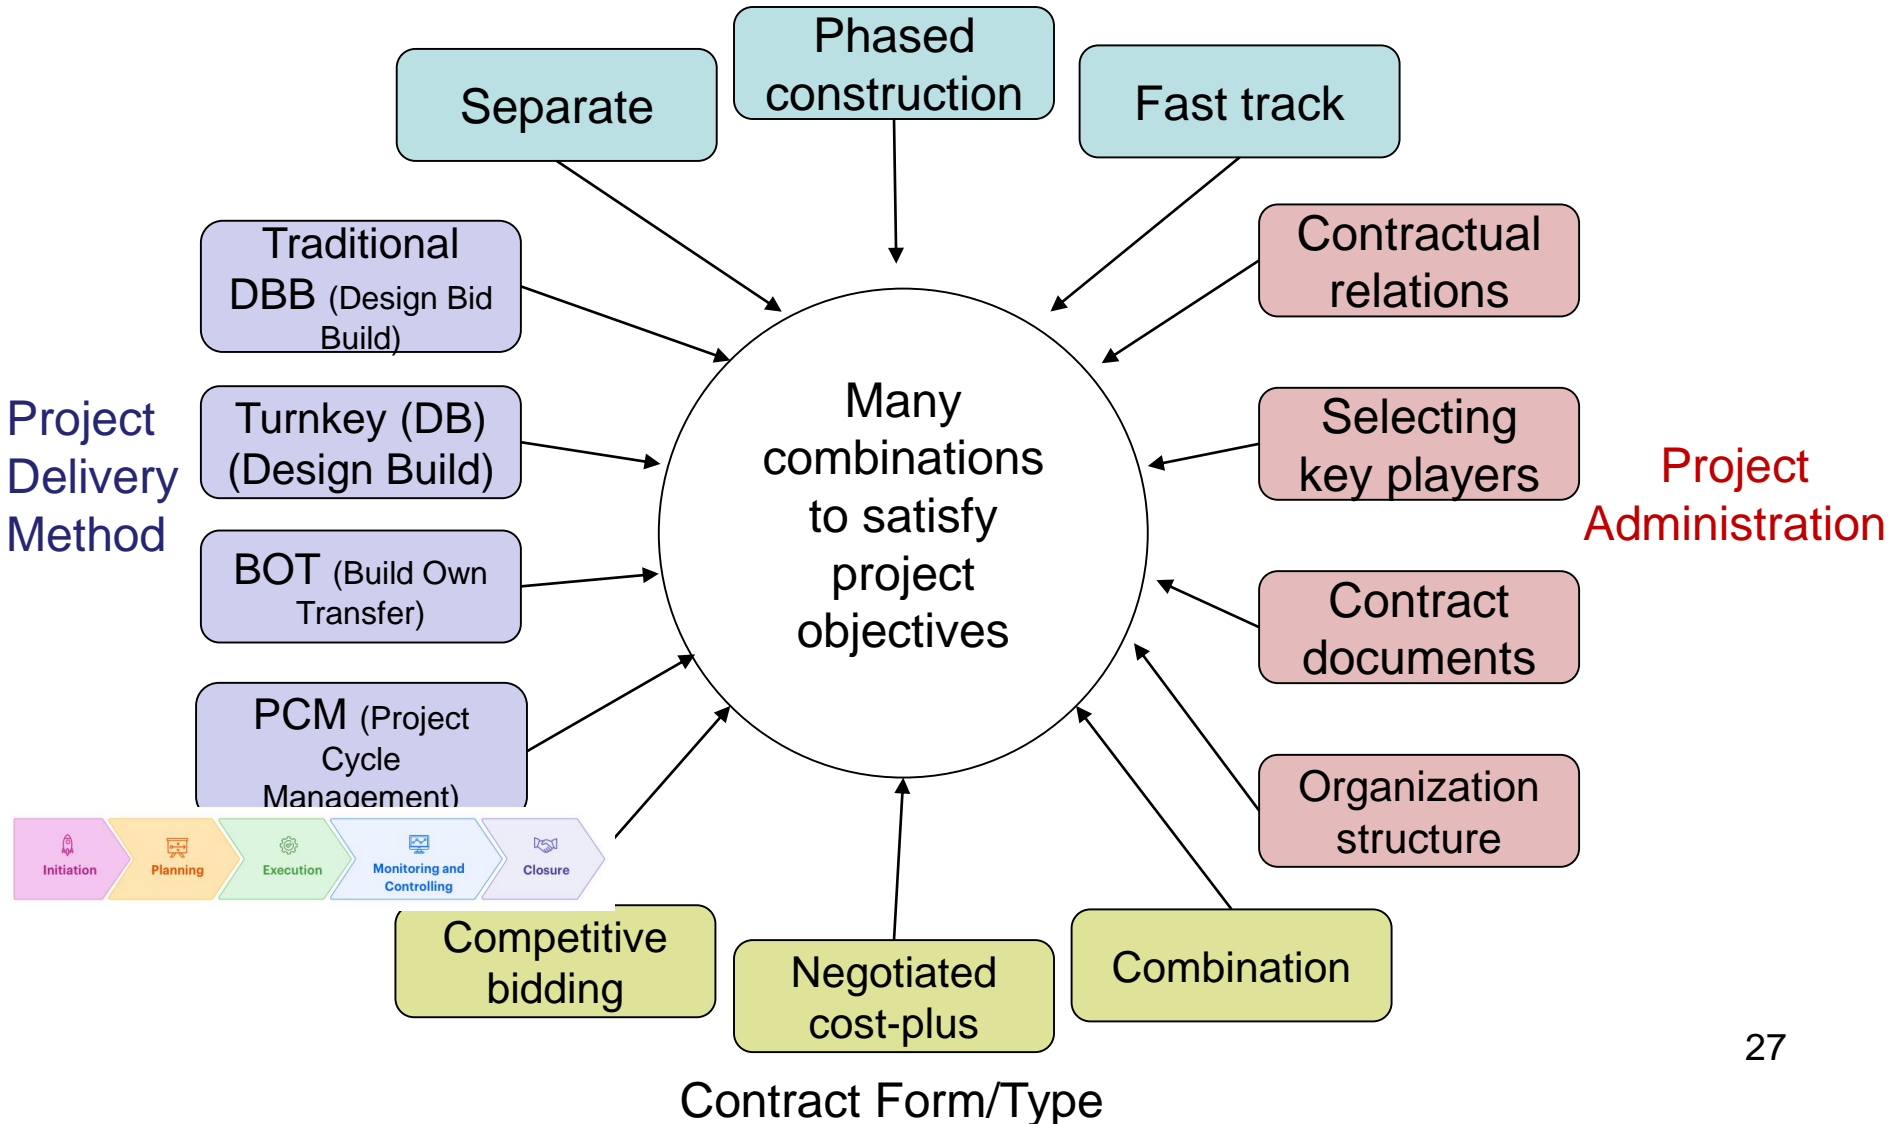 Phased
construction
Separate
Fast track
Traditional
DBB (Design Bid
Build)
Contractual
relations
Project
Delivery
Method
Turnkey (DB)
(Design Build)
Many
combinations
to satisfy
project
objectives
Selecting
key players
Project
Administration
BOT (Build Own
Transfer)
Contract
documents
PCM (Project
Cycle
Management)
Organization
structure
Initiation
Planning
Execution
Monitoring and
Controlling
Closure
Competitive
bidding
Negotiated
cost-plus
Combination
27
Contract Form/Type